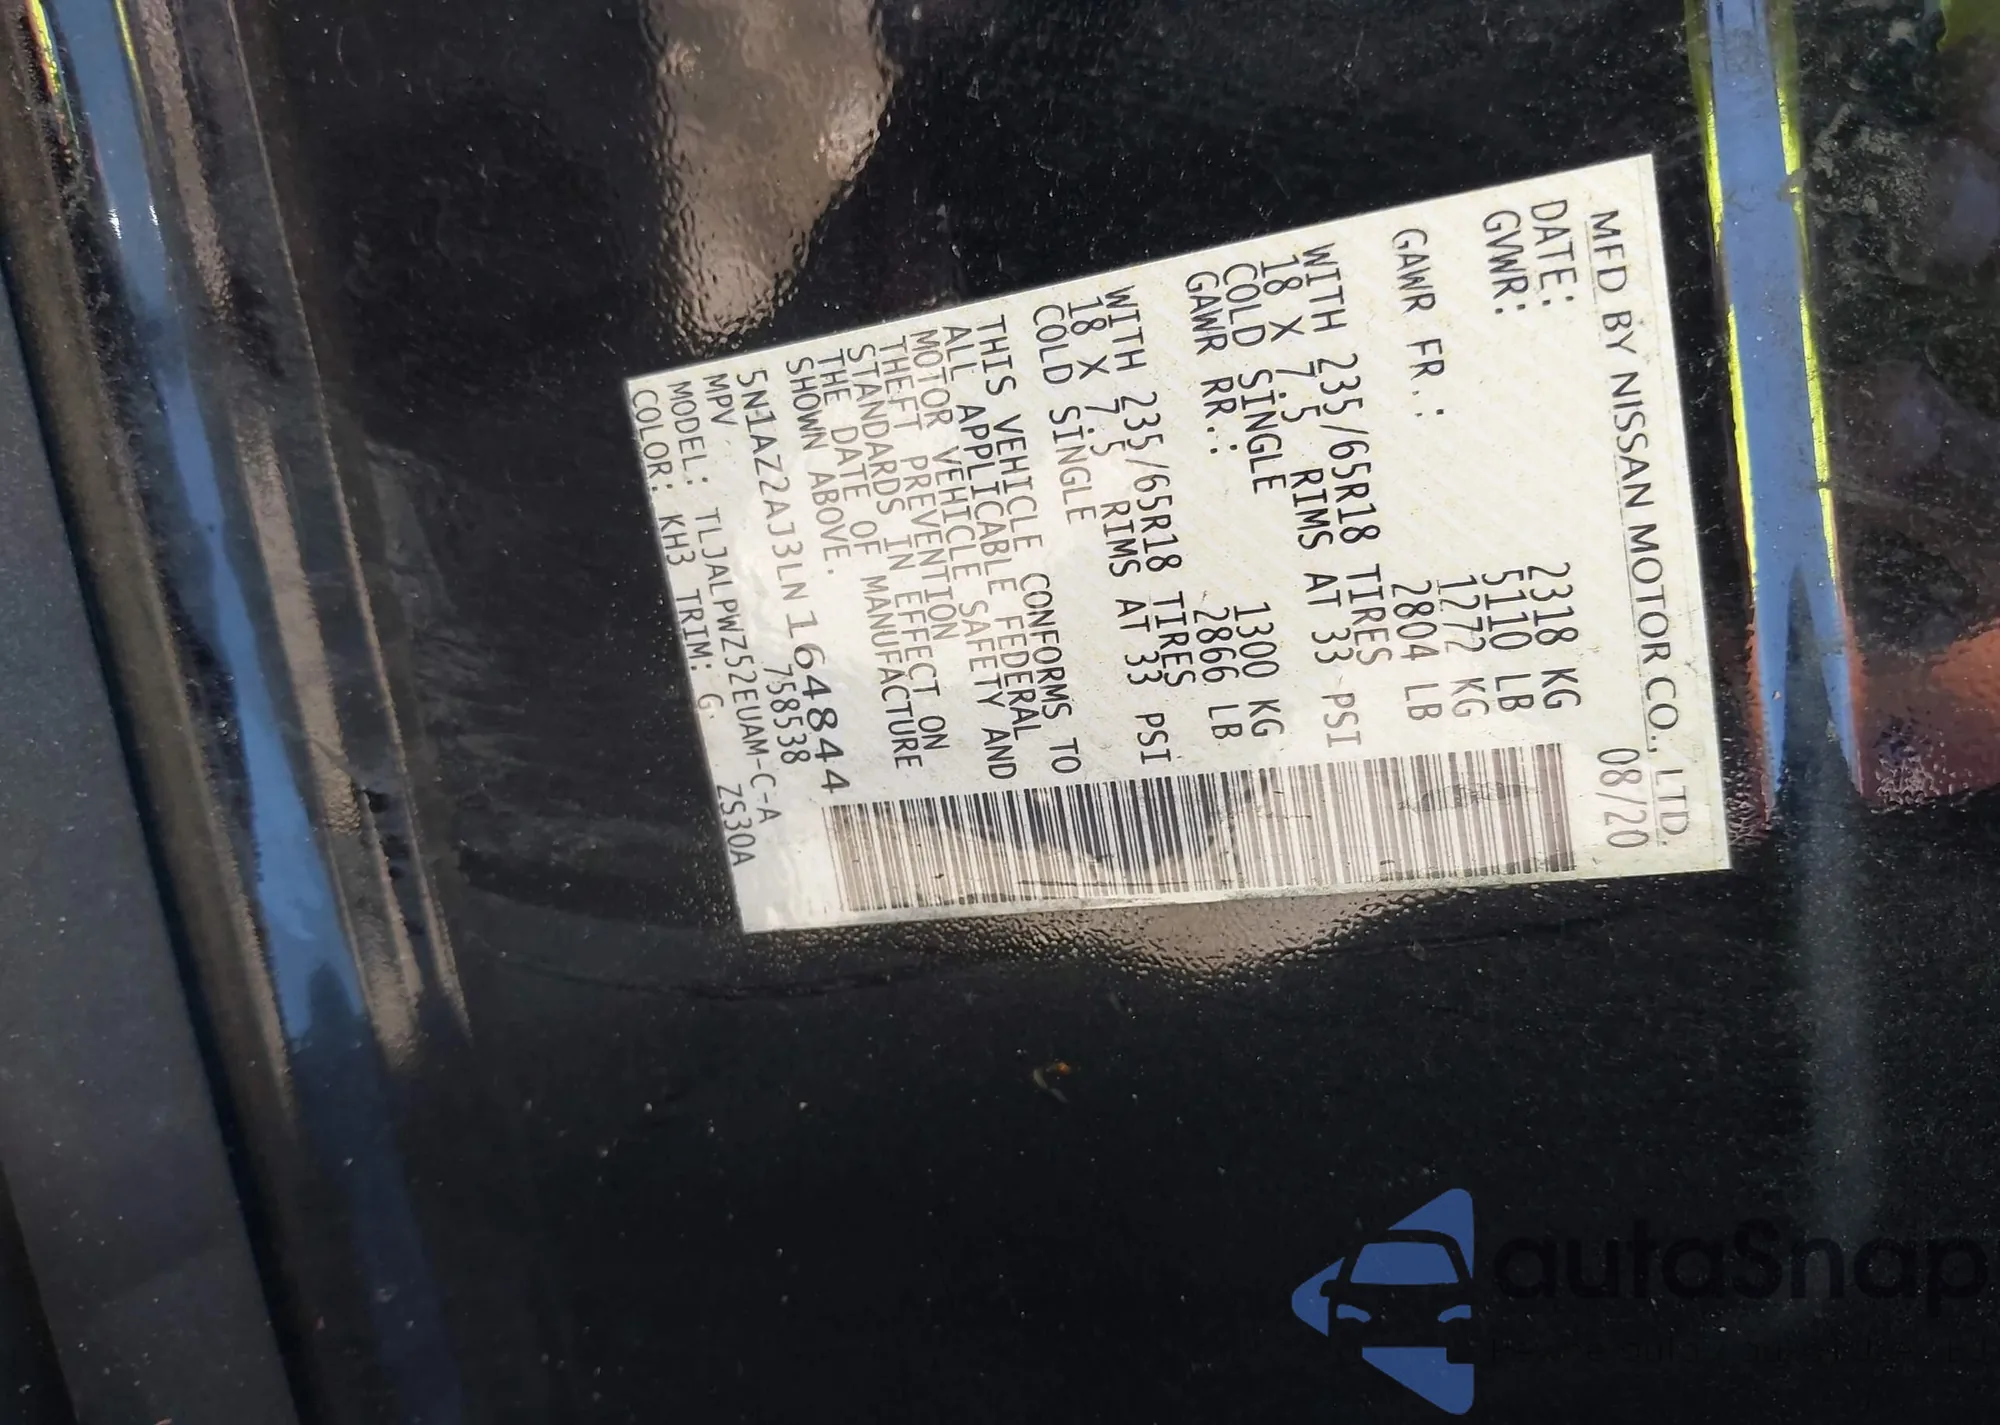 MFD BY NISSAN MOTOR CO., LTD.
DATE: 08/20
GVWR: 2318 KG
5110 LB
GAWR FR.: 1272 KG
2804 LB
WITH 235/65R18 TIRES
18 X 7.5 RIMS AT 33 PSI
COLD SINGLE
GAWR RR.: 1300 KG
2866 LB
WITH 235/65R18 TIRES
18 X 7.5 RIMS AT 33 PSI
COLD SINGLE
THIS VEHICLE CONFORMS TO
ALL APPLICABLE FEDERAL
MOTOR VEHICLE SAFETY AND
THEFT PREVENTION
STANDARDS IN EFFECT ON
THE DATE OF MANUFACTURE
SHOWN ABOVE.
5N1AZ2AJ3LN164844
MPV 758538
MODEL: TLJALPWZ52EUAM-C-A
COLOR: KH3 TRIM: G ZS30A
autaSnap